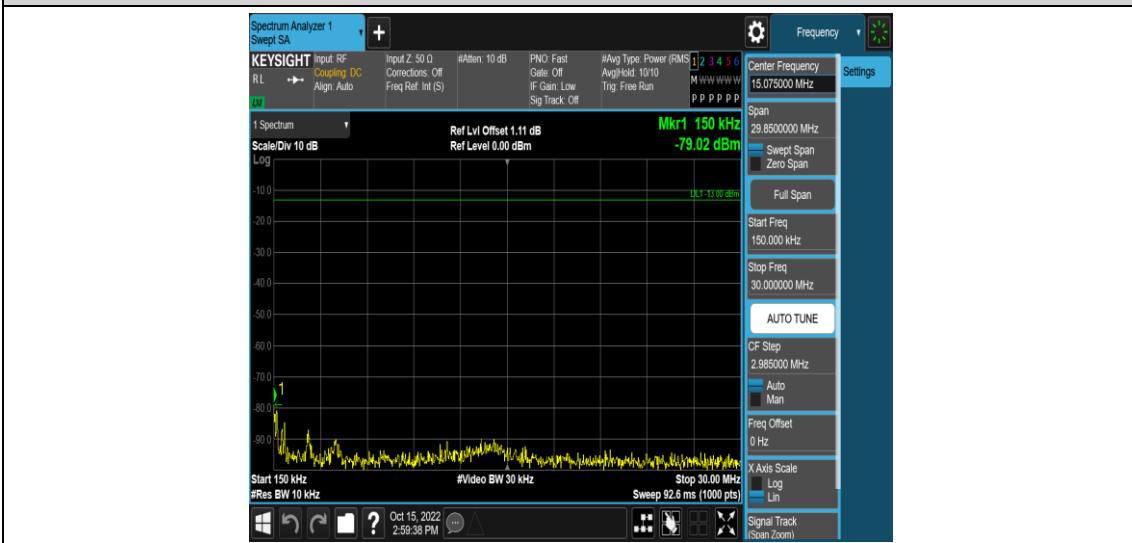 Spectrum Analyzer 1
Swept SA
Frequency
KEYSIGHT
R L
LW
Input: RF
Coupling: DC
Align: Auto
Input Z: 50 Ω
Corrections: Off
Freq Ref: Int (S)
#Atten: 10 dB
PNO: Fast
Gate: Off
IF Gain: Low
Sig Track: Off
#Avg Type: Power (RMS
Avg|Hold: 10/10
Trig: Free Run
1 2 3 4 5 6
M W W W W W
P P P P P P
Center Frequency
15.075000 MHz
Settings
Span
29.8500000 MHz
Swept Span
Zero Span
Full Span
Start Freq
150.000 kHz
Stop Freq
30.000000 MHz
AUTO TUNE
CF Step
2.985000 MHz
Auto
Man
Freq Offset
0 Hz
X Axis Scale
Log
Lin
Signal Track
(Span Zoom)
1 Spectrum
Scale/Div 10 dB
Ref Lvl Offset 1.11 dB
Ref Level 0.00 dBm
Mkr1 150 kHz
-79.02 dBm
Log
-10.0
DL1 -13.00 dBm
-20.0
-30.0
-40.0
-50.0
-60.0
-70.0
1
-80.0
-90.0
Start 150 kHz
#Video BW 30 kHz
Stop 30.00 MHz
#Res BW 10 kHz
Sweep 92.6 ms (1000 pts)
?
Oct 15, 2022
2:59:38 PM